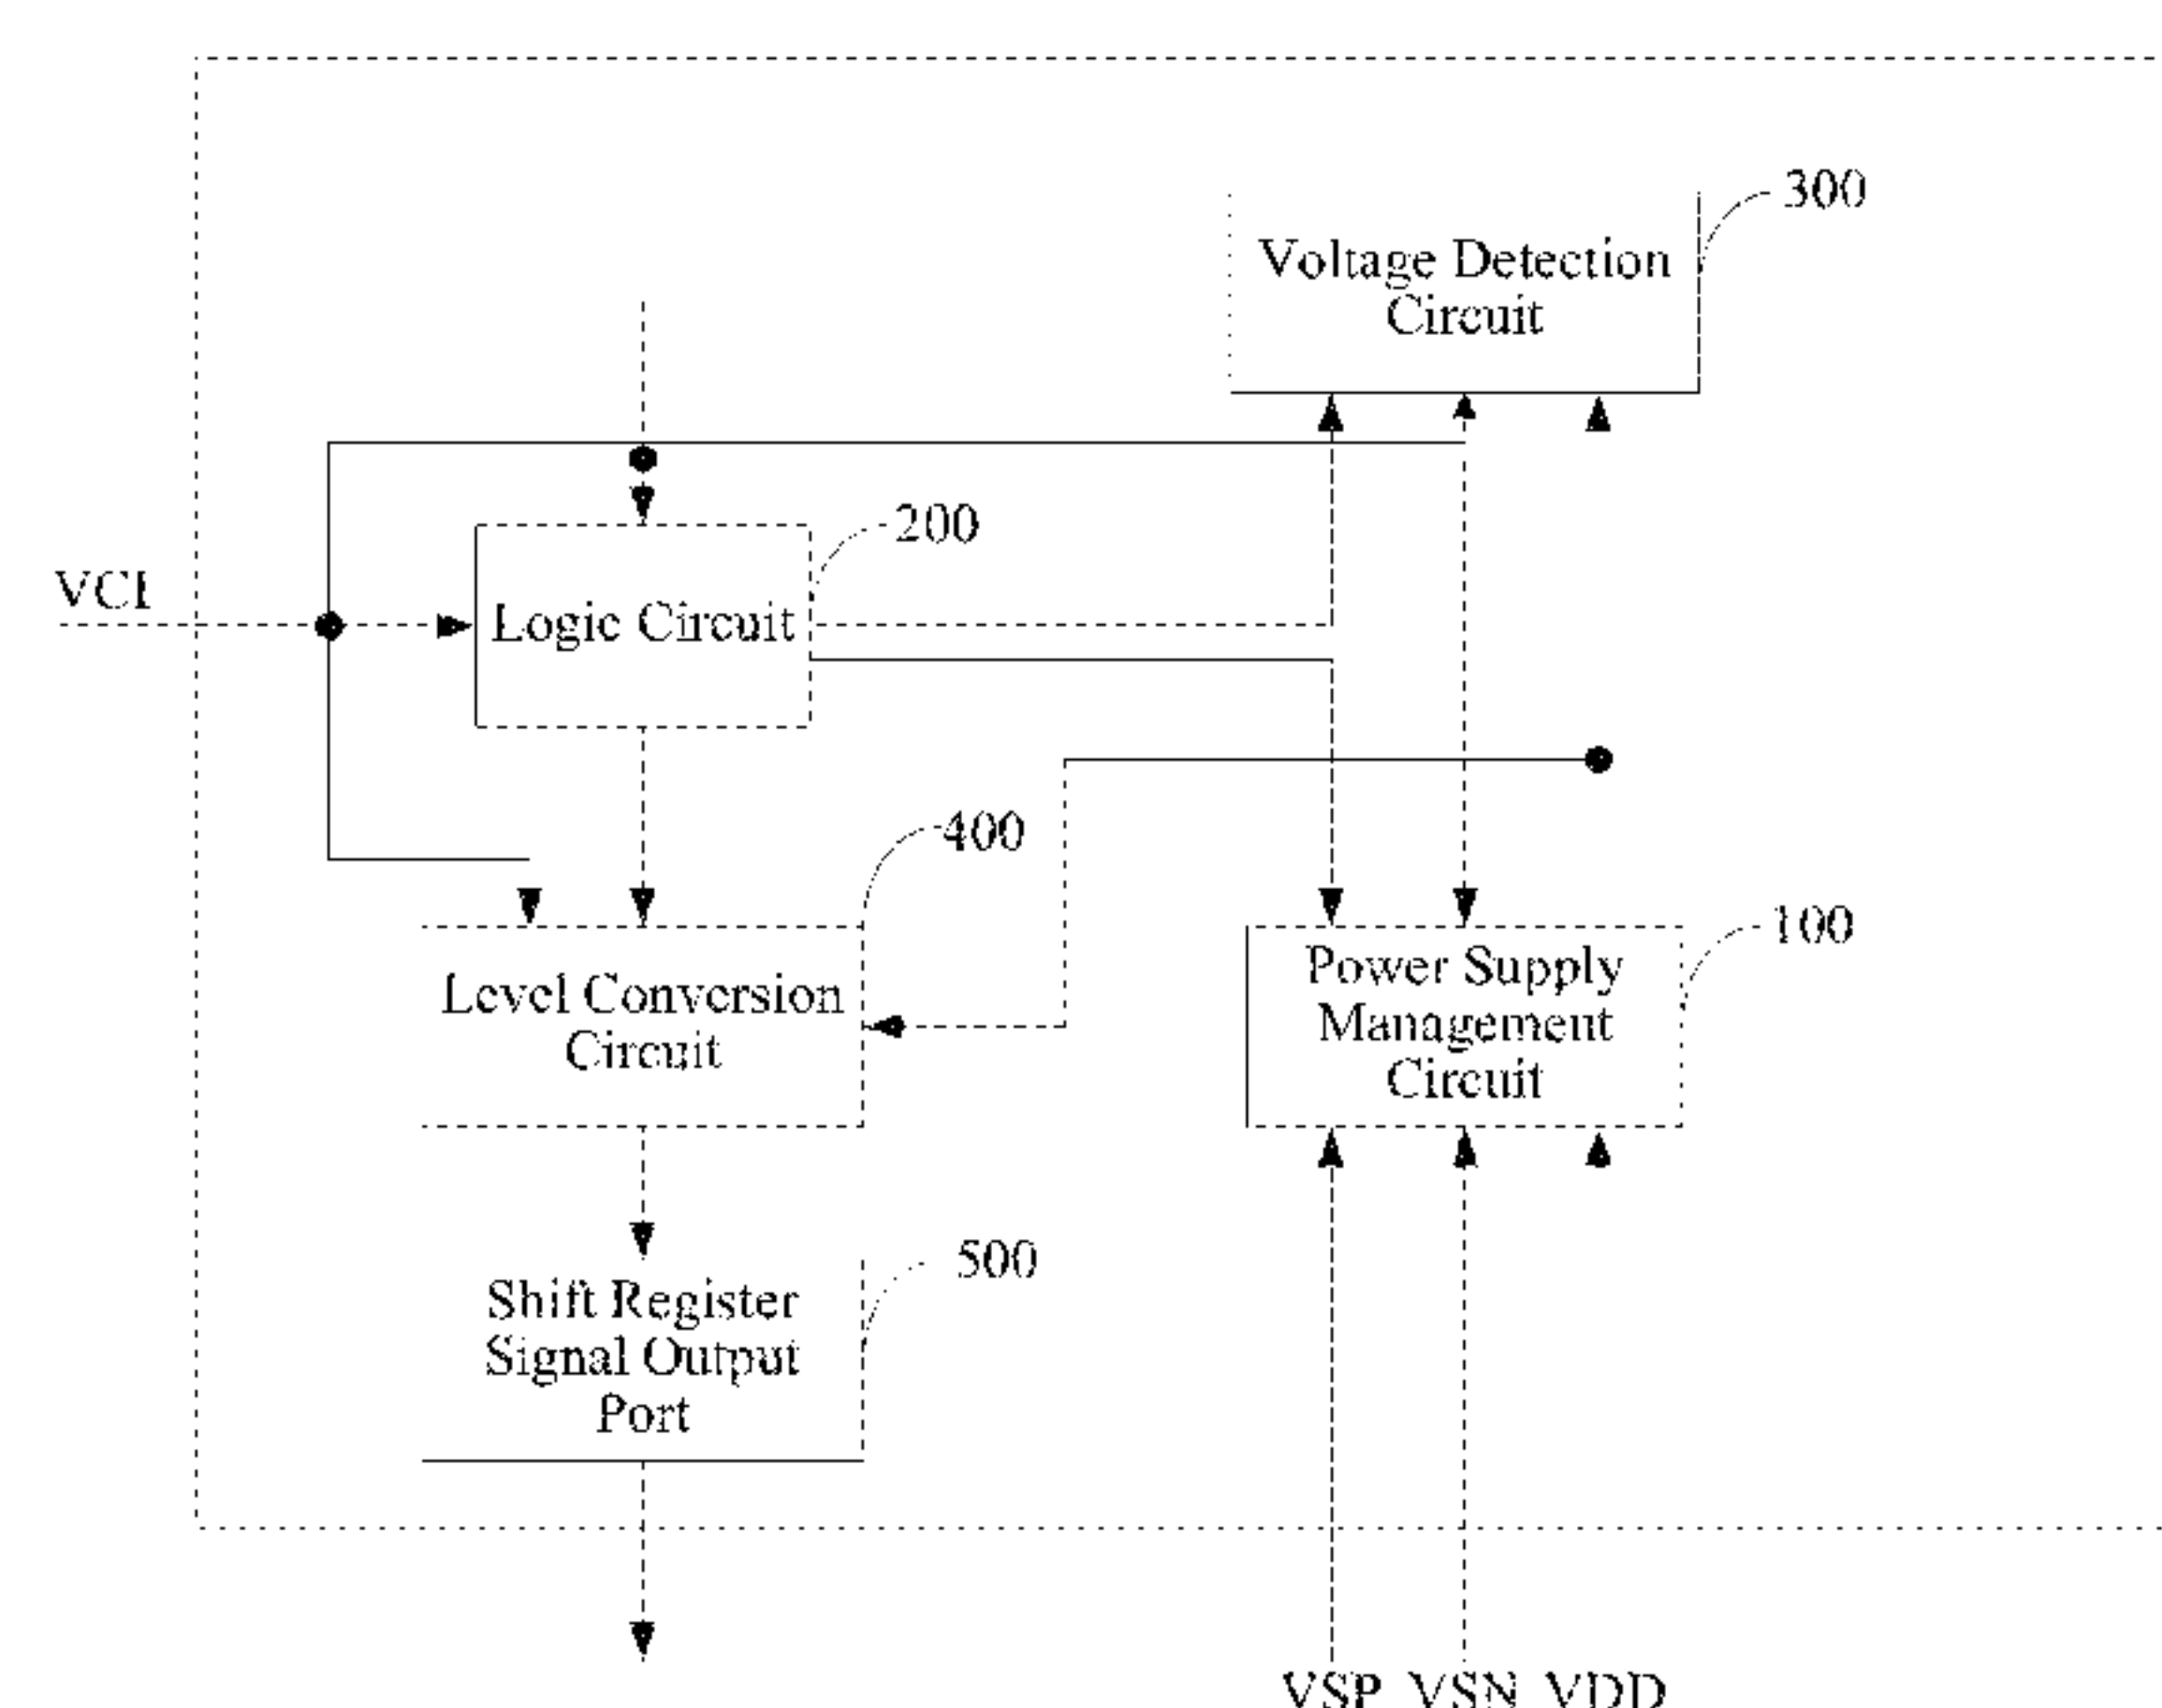 300
Voltage Detection
Circuit
200
VCI
Logic Circuit
400
Level Conversion
Circuit
100
Power Supply
Management
Circuit
500
Shift Register
Signal Output
Port
VSP VSN VDD